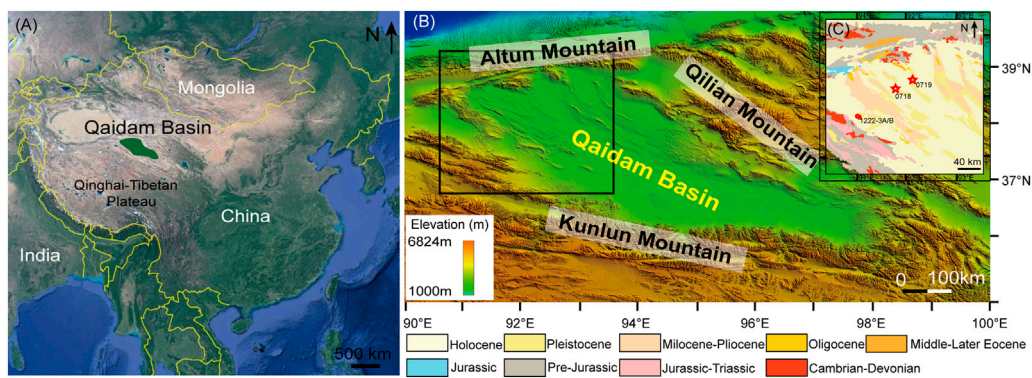 (A)
N
Mongolia
Qaidam Basin
Qinghai-Tibetan
Plateau
China
India
500 km
(B)
Altun Mountain
Qilian Mountain
Qaidam Basin
Kunlun Mountain
Elevation (m)
6824m
1000m
0 100km
39°N
37°N
90°E 92°E 94°E 96°E 98°E 100°E
(C)
N
0719
0718
1222-3A/B
40 km
Holocene Pleistocene Milocene-Pliocene Oligocene Middle-Later Eocene
Jurassic Pre-Jurassic Jurassic-Triassic Cambrian-Devonian